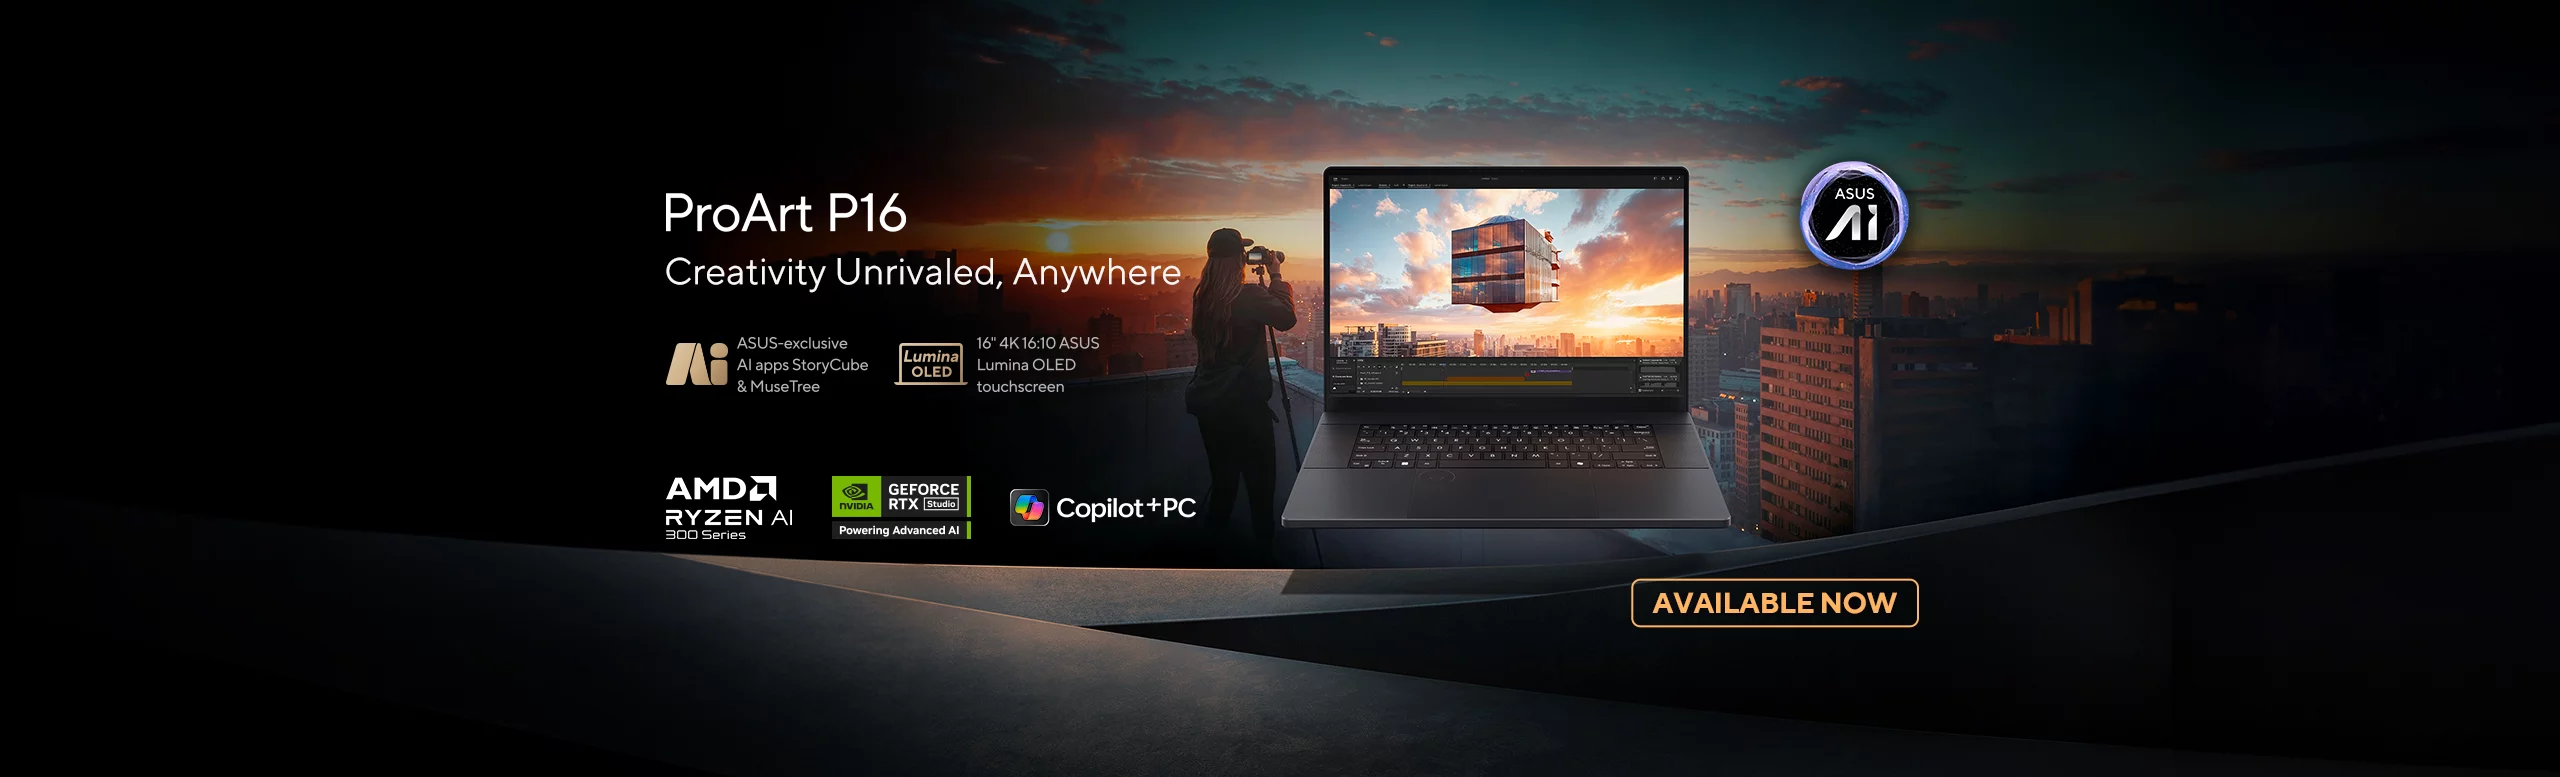 ProArt P16
Creativity Unrivaled, Anywhere
Ai
ASUS-exclusive
AI apps StoryCube
& MuseTree
Lumina
OLED
16" 4K 16:10 ASUS
Lumina OLED
touchscreen
AMD
RYZEN AI
300 Series
NVIDIA
GEFORCE
RTX Studio
Powering Advanced AI
Copilot+PC
ASUS
AI
AVAILABLE NOW